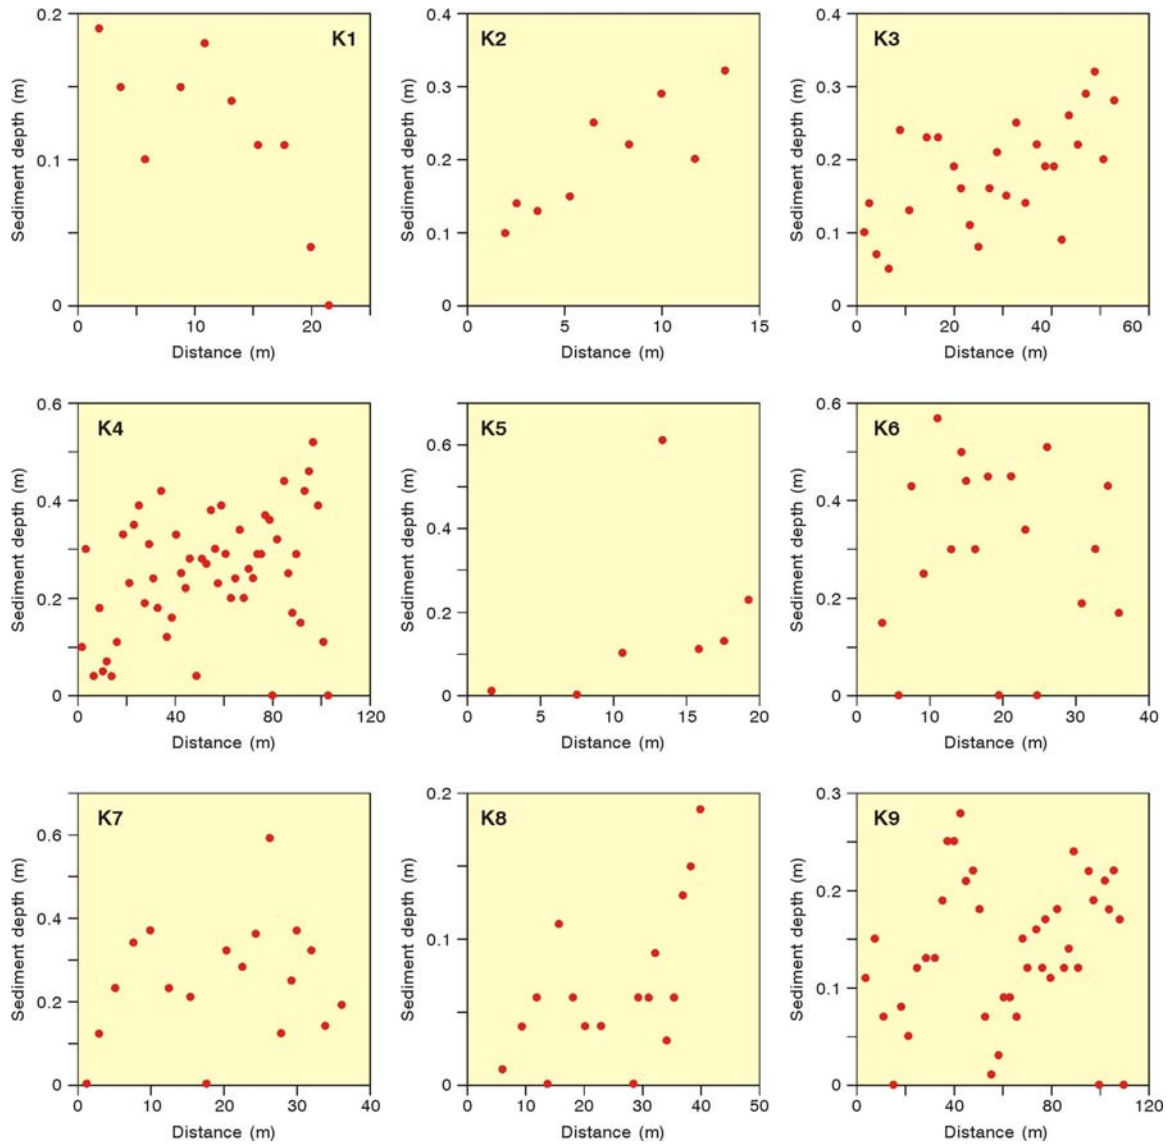 0.2
K1
0.1
0
0 10 20
Sediment depth (m)
Distance (m)
0.4
K2
0.3
0.2
0.1
0
0 5 10 15
Sediment depth (m)
Distance (m)
0.4
K3
0.3
0.2
0.1
0
0 20 40 60
Sediment depth (m)
Distance (m)
0.6
K4
0.4
0.2
0
0 40 80 120
Sediment depth (m)
Distance (m)
K5
0.6
0.4
0.2
0
0 5 10 15 20
Sediment depth (m)
Distance (m)
0.6
K6
0.4
0.2
0
0 10 20 30 40
Sediment depth (m)
Distance (m)
K7
0.6
0.4
0.2
0
0 10 20 30 40
Sediment depth (m)
Distance (m)
0.2
K8
0.1
0
0 10 20 30 40 50
Sediment depth (m)
Distance (m)
0.3
K9
0.2
0.1
0
0 40 80 120
Sediment depth (m)
Distance (m)